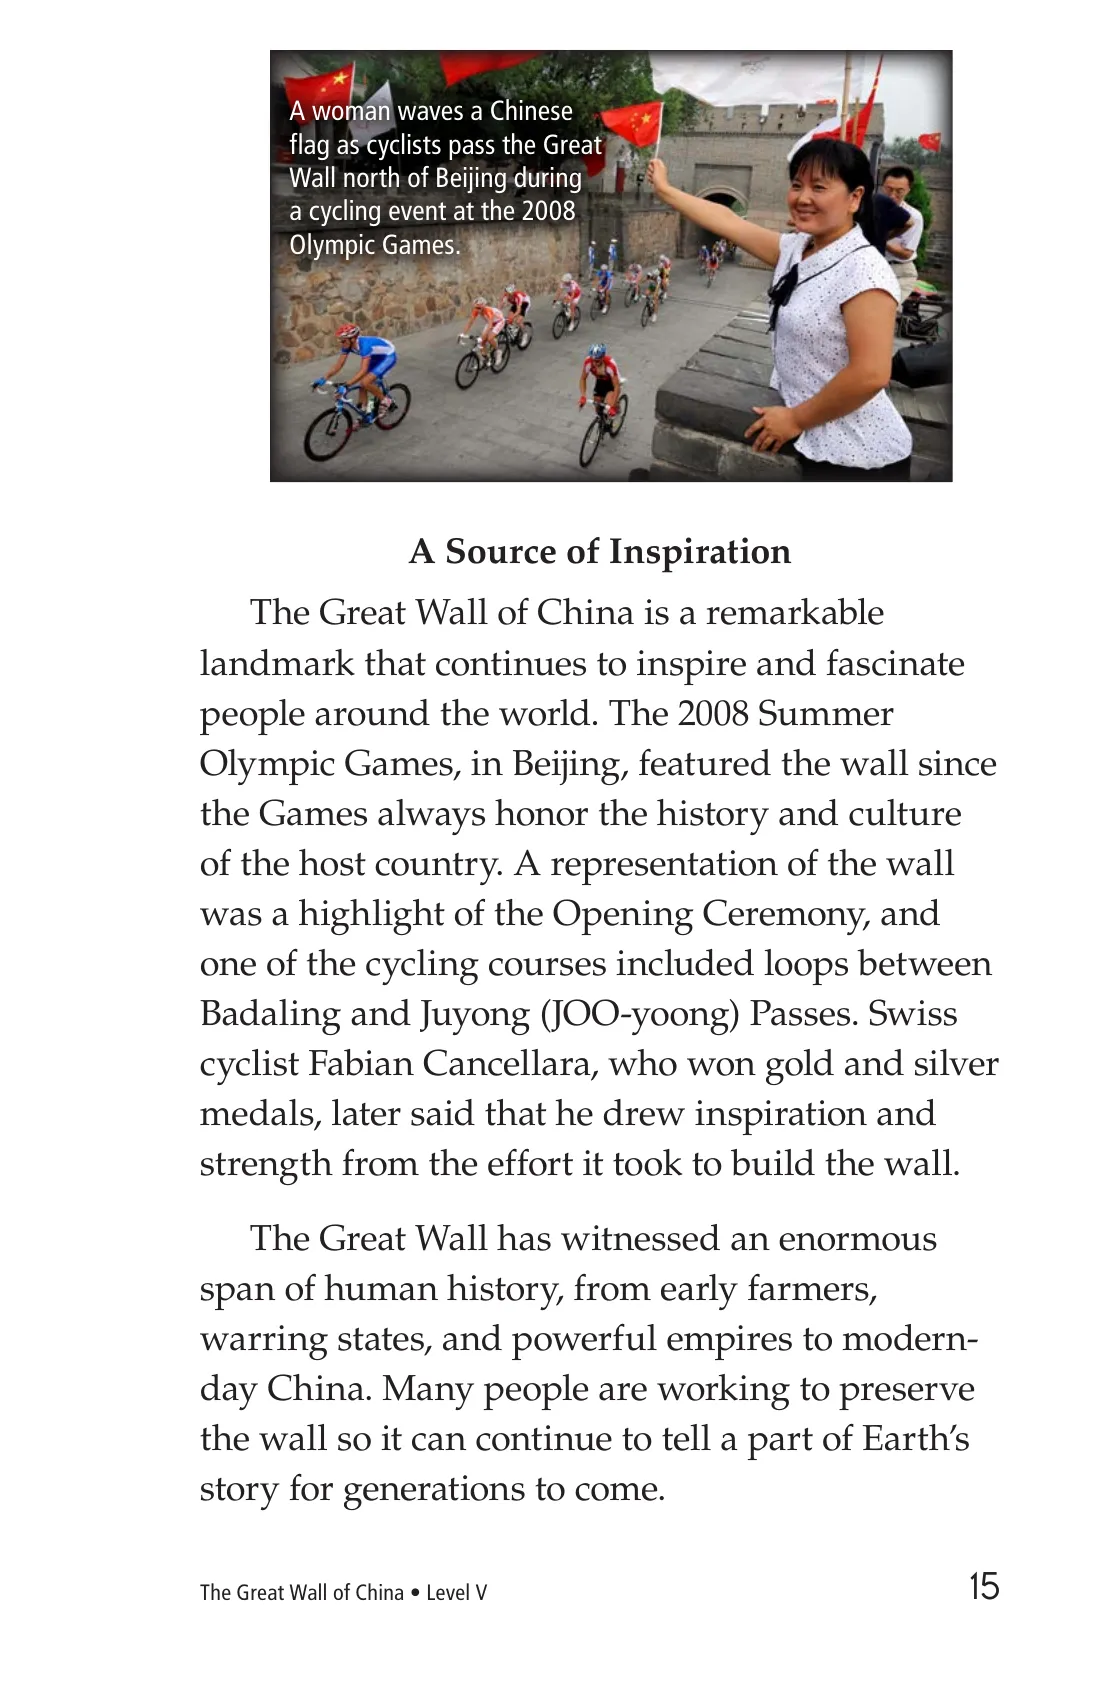 A woman waves a Chinese
flag as cyclists pass the Great
Wall north of Beijing during
a cycling event at the 2008
Olympic Games.
A Source of Inspiration
The Great Wall of China is a remarkable
landmark that continues to inspire and fascinate
people around the world. The 2008 Summer
Olympic Games, in Beijing, featured the wall since
the Games always honor the history and culture
of the host country. A representation of the wall
was a highlight of the Opening Ceremony, and
one of the cycling courses included loops between
Badaling and Juyong (JOO-yoong) Passes. Swiss
cyclist Fabian Cancellara, who won gold and silver
medals, later said that he drew inspiration and
strength from the effort it took to build the wall.
The Great Wall has witnessed an enormous
span of human history, from early farmers,
warring states, and powerful empires to modern-
day China. Many people are working to preserve
the wall so it can continue to tell a part of Earth’s
story for generations to come.
The Great Wall of China • Level V
15